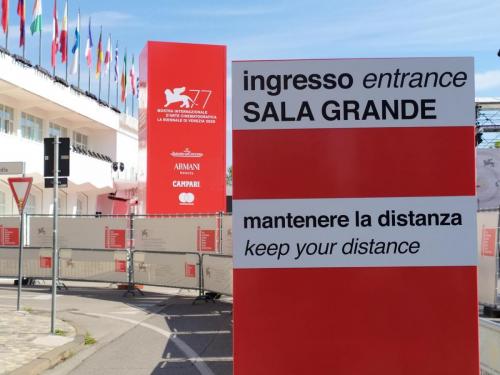 77
MOSTRA INTERNAZIONALE
D'ARTE CINEMATOGRAFICA
LA BIENNALE DI VENEZIA 2020
ARMANI
CAMPARI
ingresso entrance
SALA GRANDE
mantenere la distanza
keep your distance